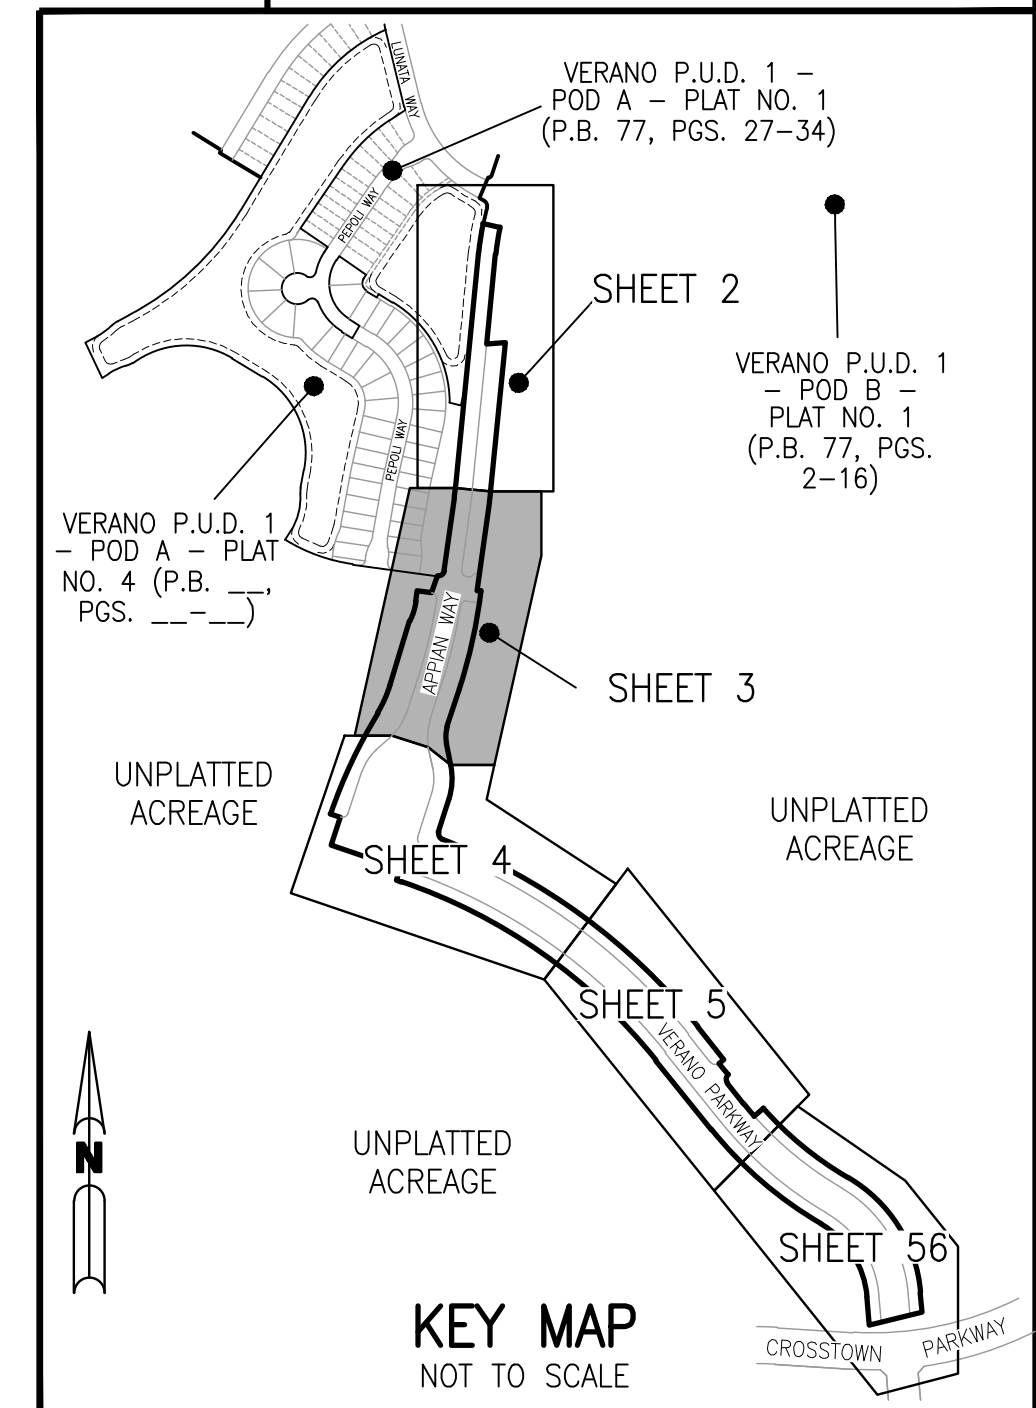 LUNATA WAY
VERANO P.U.D. 1 –
POD A – PLAT NO. 1
(P.B. 77, PGS. 27–34)
PEPOLI WAY
SHEET 2
VERANO P.U.D. 1
– POD B –
PLAT NO. 1
(P.B. 77, PGS.
2–16)
PEPOLI WAY
VERANO P.U.D. 1
– POD A – PLAT
NO. 4 (P.B. __,
PGS. __–__)
APPIAN WAY
SHEET 3
UNPLATTED
ACREAGE
UNPLATTED
ACREAGE
SHEET 4
SHEET 5
VERANO PARKWAY
UNPLATTED
ACREAGE
N
SHEET 56
KEY MAP
NOT TO SCALE
CROSSTOWN PARKWAY